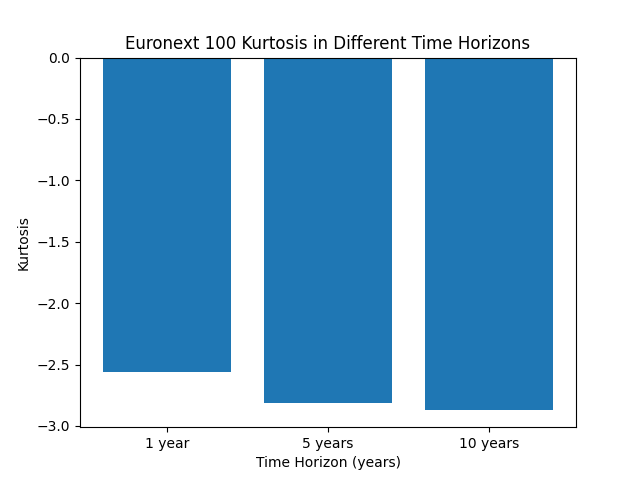 Euronext 100 Kurtosis in Different Time Horizons
0.0
−0.5
−1.0
−1.5
−2.0
−2.5
−3.0
Kurtosis
1 year 5 years 10 years
Time Horizon (years)